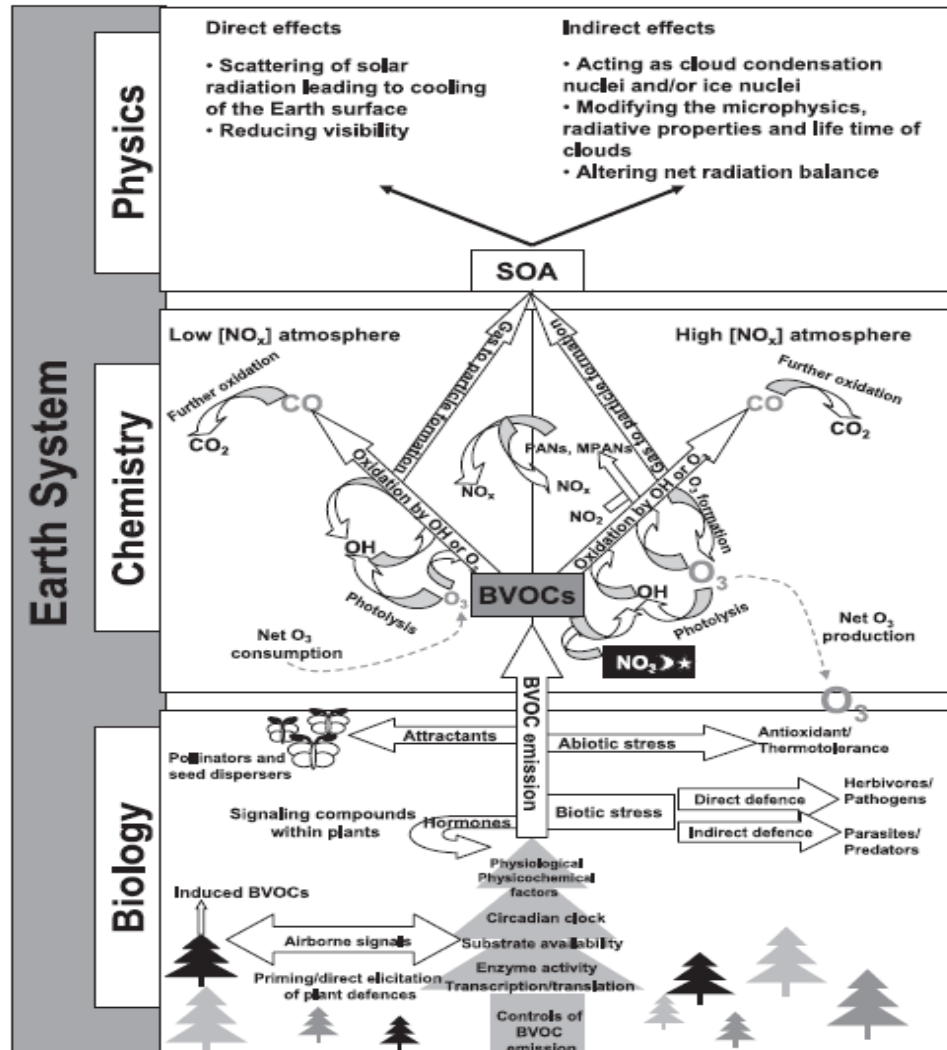 Earth System
Physics
Direct effects
• Scattering of solar
radiation leading to cooling
of the Earth surface
• Reducing visibility
Indirect effects
• Acting as cloud condensation
nuclei and/or ice nuclei
• Modifying the microphysics,
radiative properties and life time of
clouds
• Altering net radiation balance
SOA
Chemistry
Low [NOx] atmosphere
High [NOx] atmosphere
Further oxidation
CO
CO2
Gas to particle formation
Gas to particle formation
Further oxidation
CO
CO2
NOx
NOx
PANs, MPANs
NO2
Oxidation by OH or O3
Oxidation by OH or O3
O3 formation
OH
O3
Photolysis
BVOCs
OH
O3
Photolysis
Net O3
consumption
NO3
Net O3
production
O3
Biology
BVOC
emission
Attractants
Pollinators and
seed dispersers
Abiotic stress
Antioxidant/
Thermotolerance
Signaling compounds
within plants
Hormones
Biotic stress
Direct defence
Herbivores/
Pathogens
Indirect defence
Parasites/
Predators
Physiological
Physicochemical
factors
Circadian clock
Substrate availability
Enzyme activity
Transcription/translation
Controls of
BVOC
emission
Induced BVOCs
Airborne signals
Priming/direct elicitation
of plant defences